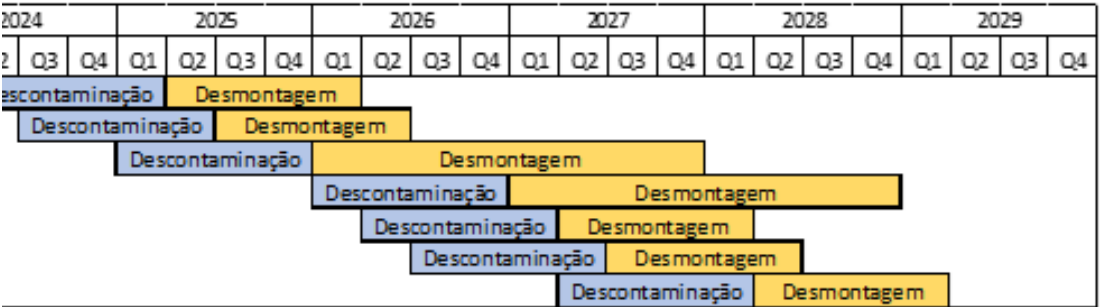 2024 2025 2026 2027 2028 2029
2 Q3 Q4 Q1 Q2 Q3 Q4 Q1 Q2 Q3 Q4 Q1 Q2 Q3 Q4 Q1 Q2 Q3 Q4 Q1 Q2 Q3 Q4
escontaminação Desmontagem
Descontaminação Desmontagem
Descontaminação Desmontagem
Descontaminação Desmontagem
Descontaminação Desmontagem
Descontaminação Desmontagem
Descontaminação Desmontagem